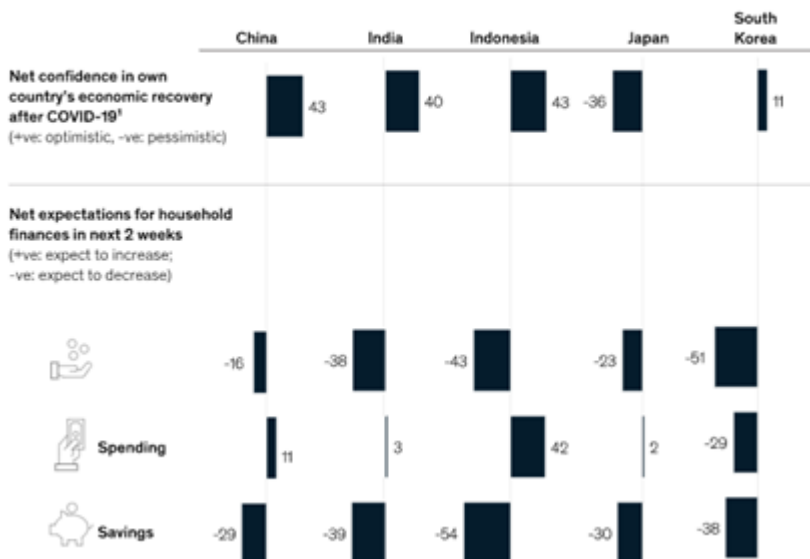 China India Indonesia Japan South Korea
Net confidence in own
country's economic recovery
after COVID-19¹
(+ve: optimistic, -ve: pessimistic)
43 40 43 -36 11
Net expectations for household
finances in next 2 weeks
(+ve: expect to increase;
-ve: expect to decrease)
-16 -38 -43 -23 -51
Spending 11 3 42 2 -29
Savings -29 -39 -54 -30 -38